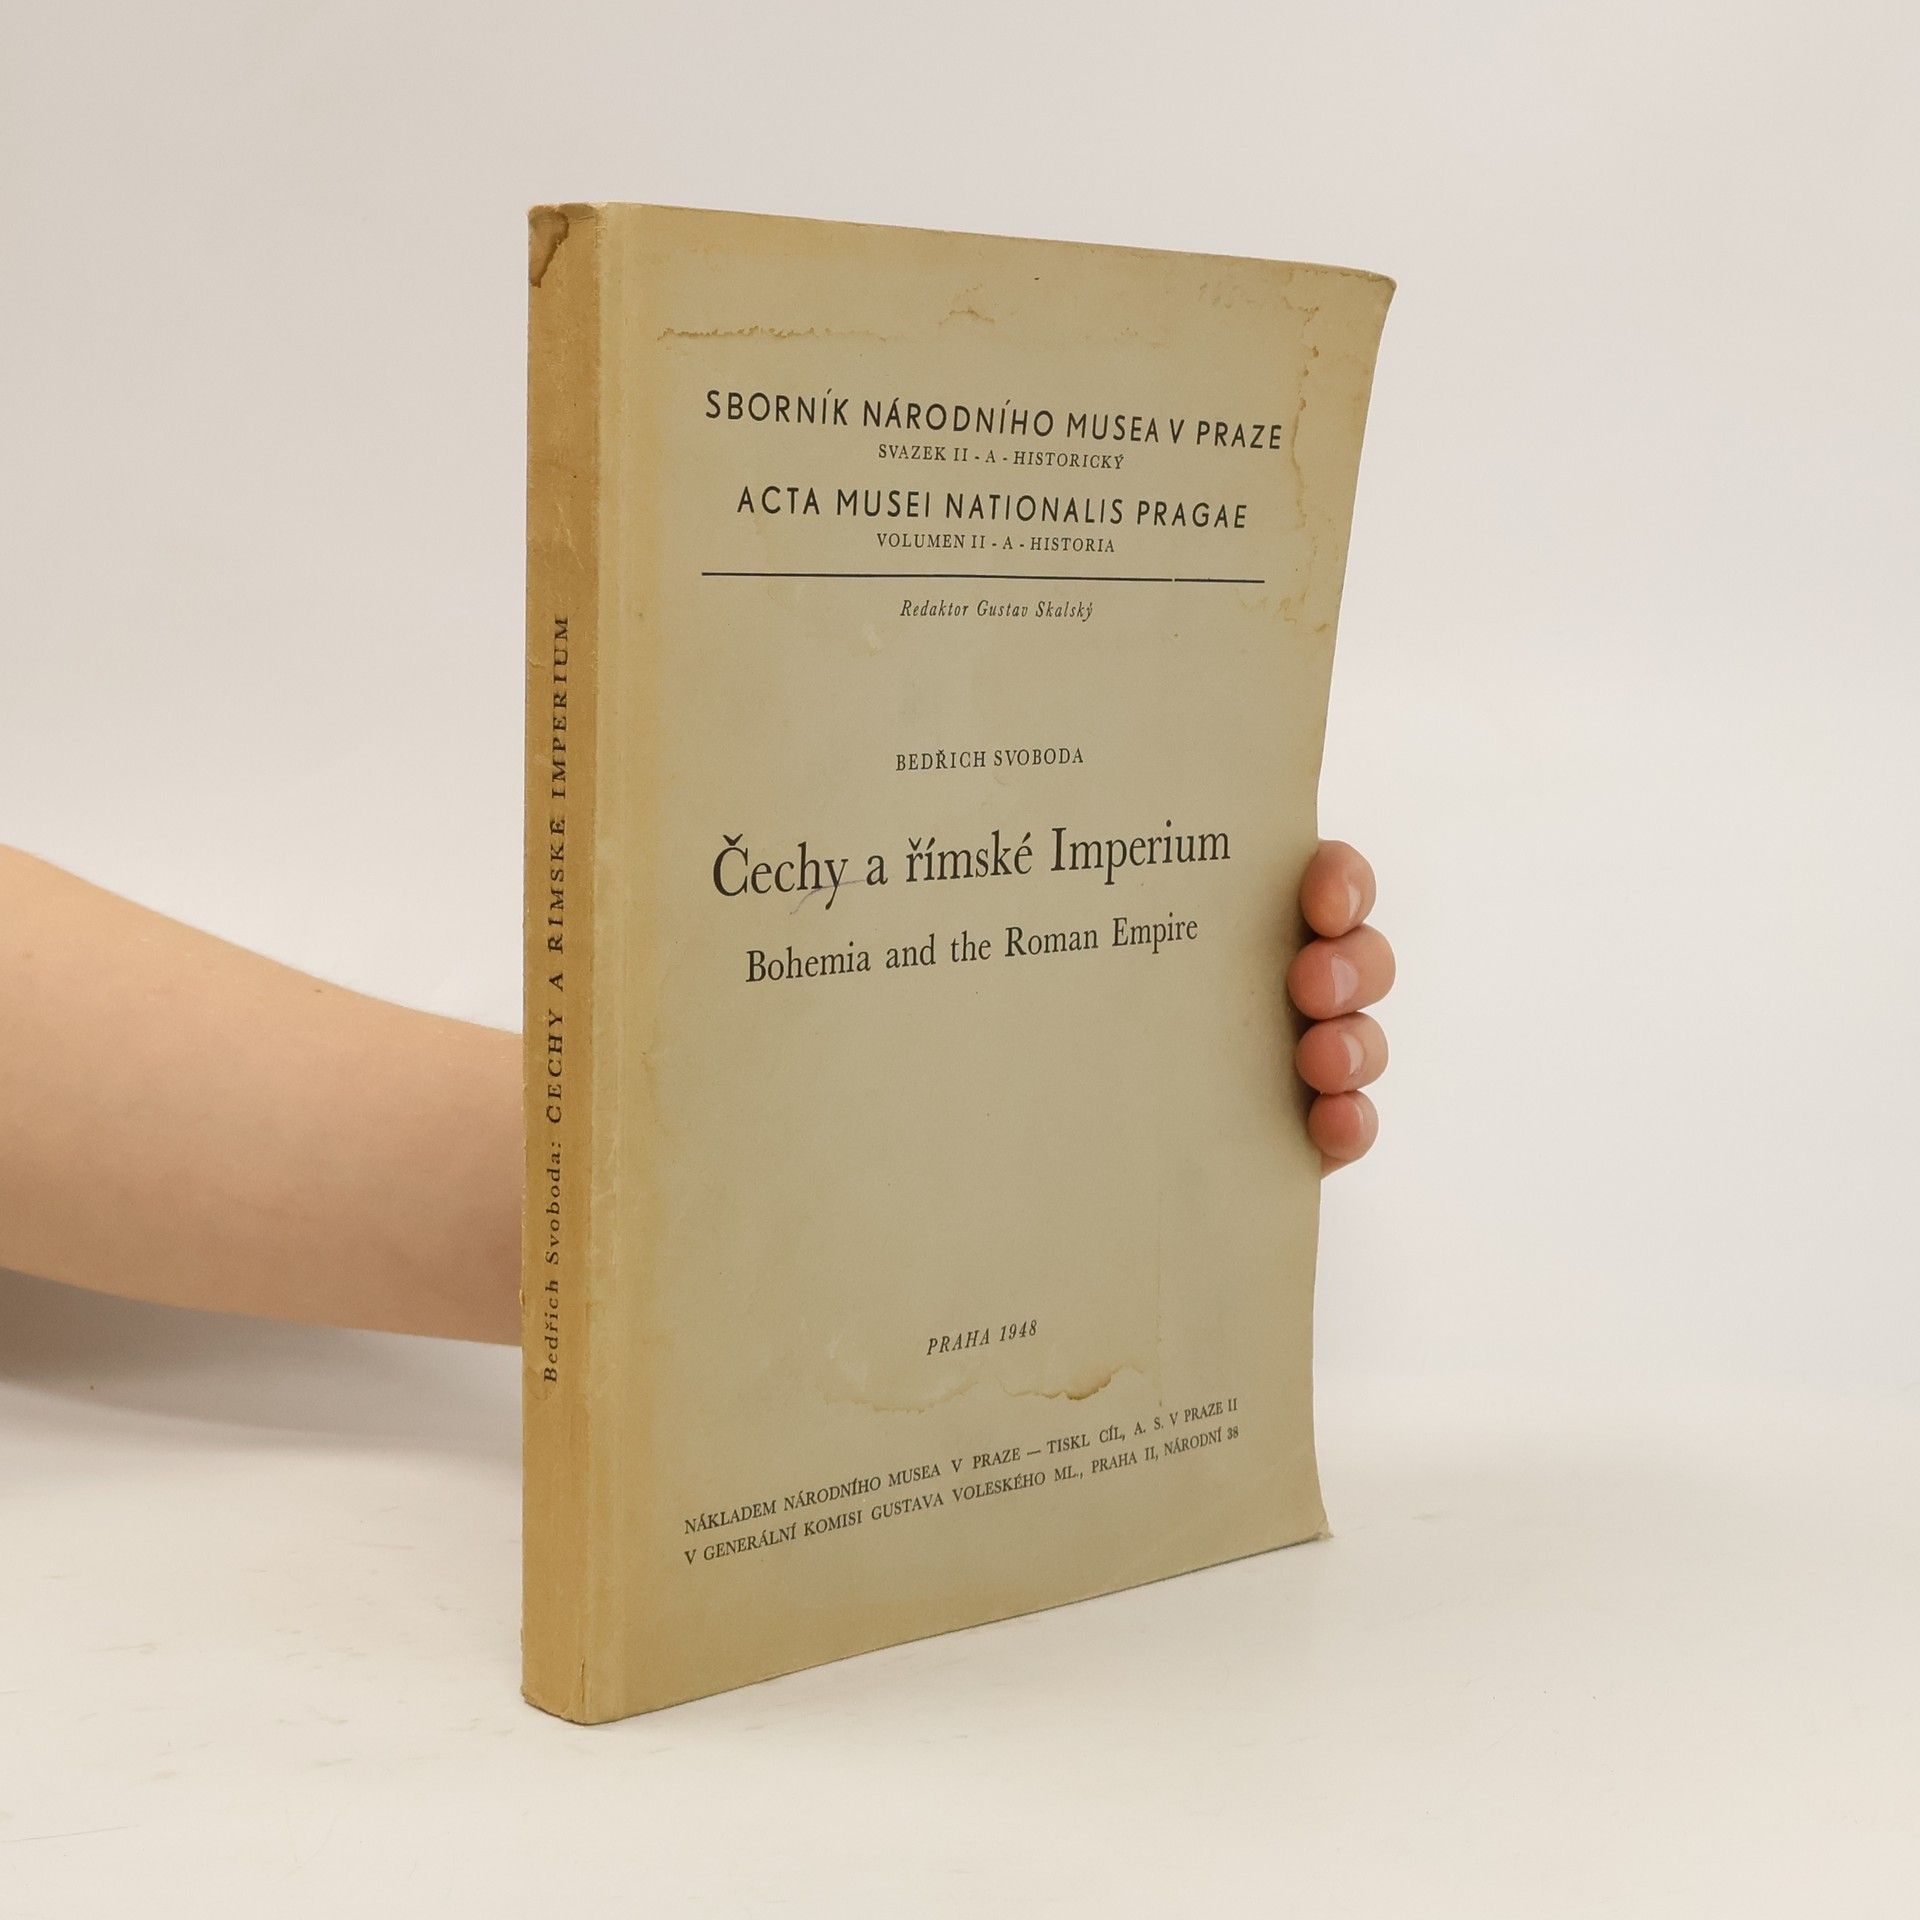 SBORNÍK NÁRODNÍHO MUSEA V PRAZE
SVAZEK II - A - HISTORICKÝ
ACTA MUSEI NATIONALIS PRAGAE
VOLUMEN II - A - HISTORIA
Redaktor Gustav Skalský
BEDŘICH SVOBODA
Čechy a římské Imperium
Bohemia and the Roman Empire
PRAHA 1948
NÁKLADEM NÁRODNÍHO MUSEA V PRAZE — TISKL CÍL, A. S. V PRAZE II
V GENERÁLNÍ KOMISI GUSTAVA VOLESKÉHO ML., PRAHA II, NÁRODNÍ 38
Bedřich Svoboda: ČECHY A ŘÍMSKÉ IMPERIUM